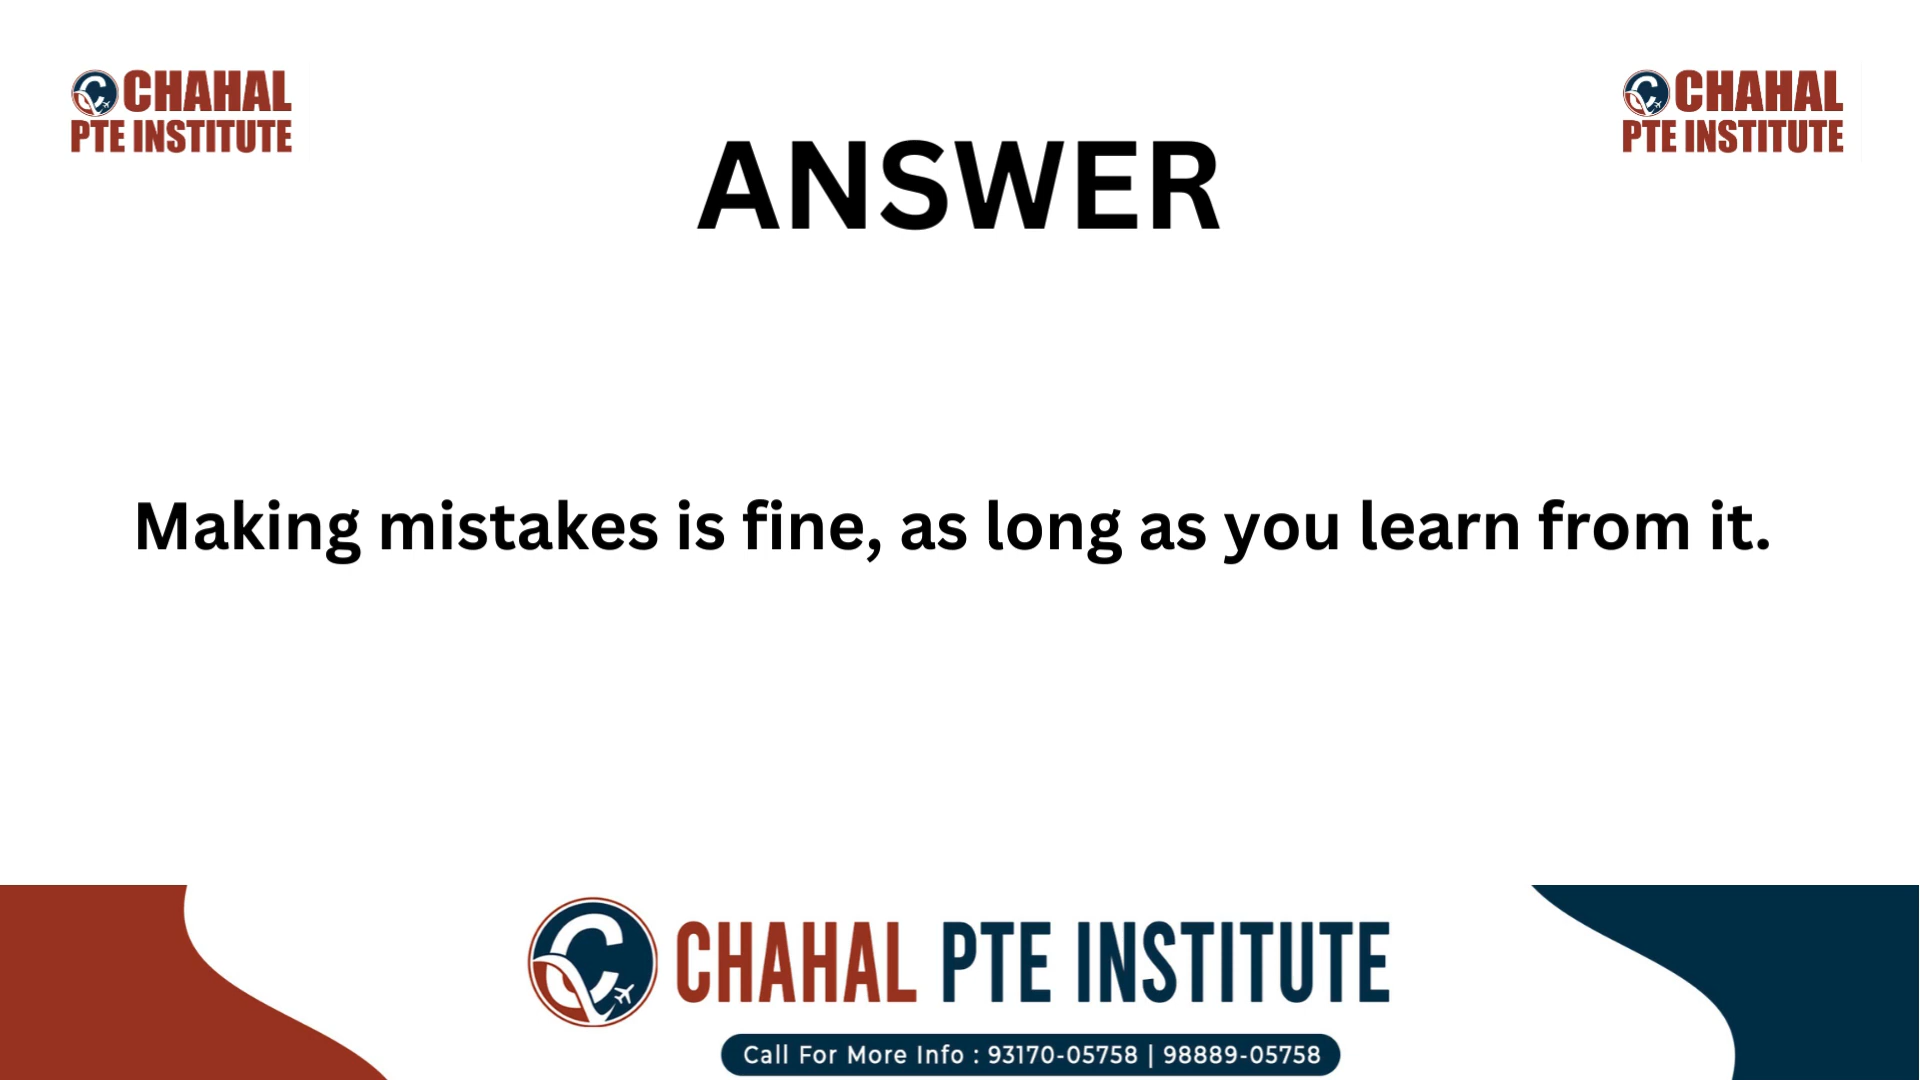 CHAHAL
PTE INSTITUTE
CHAHAL
PTE INSTITUTE
ANSWER
Making mistakes is fine, as long as you learn from it.
CHAHAL PTE INSTITUTE
Call For More Info : 93170-05758 | 98889-05758